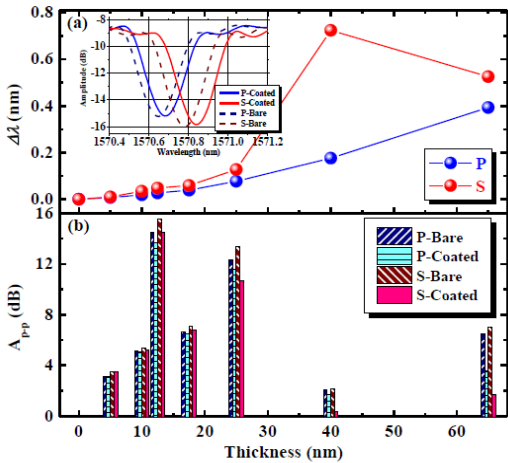 (a)
-8
-10
-12
-14
-16
Amplitude (dB)
1570.4 1570.6 1570.8 1571.0 1571.2
Wavelength (nm)
P-Coated
S-Coated
P-Bare
S-Bare
0.8
0.6
0.4
0.2
0.0
Δλ (nm)
P
S
(b)
16
12
8
4
0
A p-p (dB)
P-Bare
P-Coated
S-Bare
S-Coated
0 10 20 30 40 50 60
Thickness (nm)